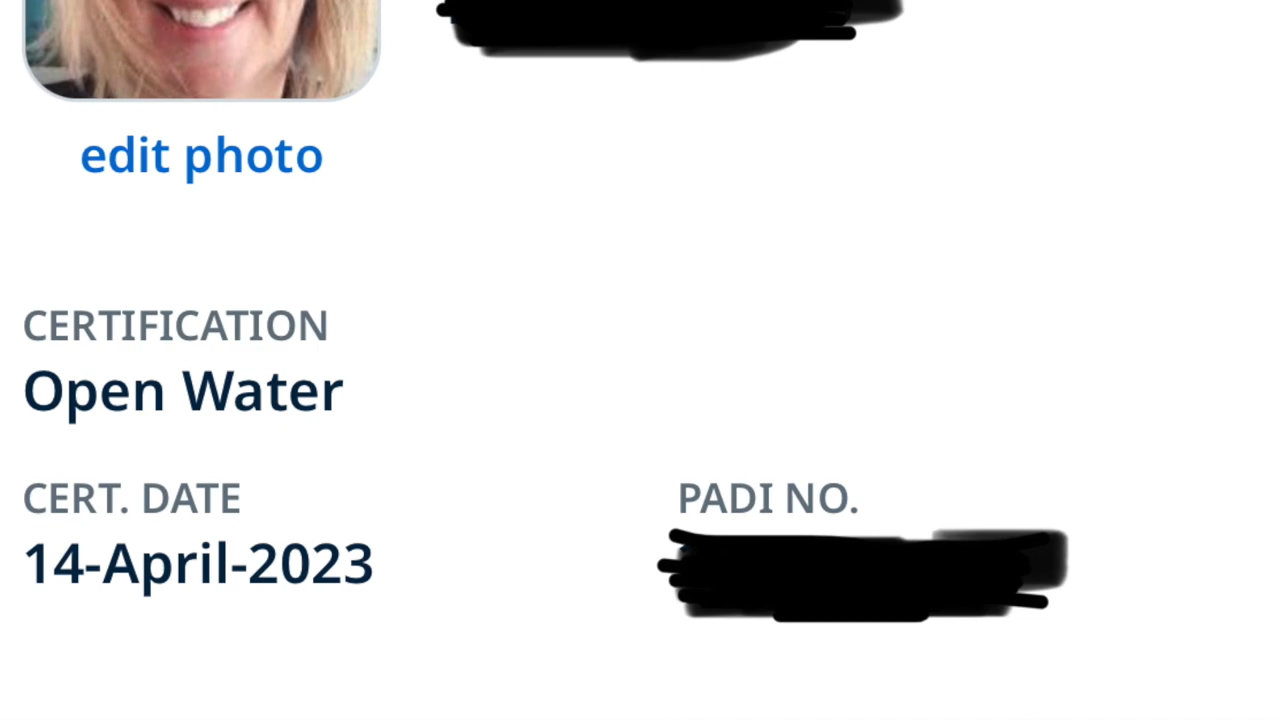 edit photo
CERTIFICATION
Open Water
CERT. DATE
PADI NO.
14-April-2023